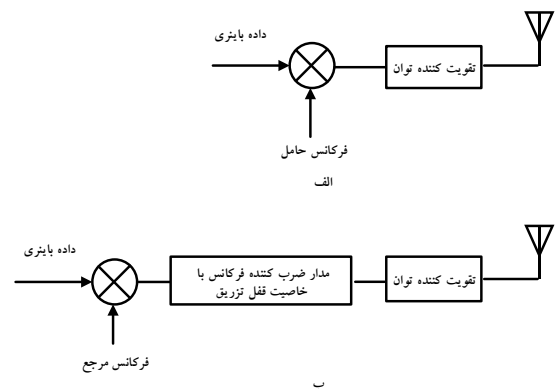 داده باینری
تقویت کننده توان
فرکانس حامل
الف
داده باینری
مدار ضرب کننده فرکانس با
خاصیت قفل تزریق
تقویت کننده توان
فرکانس مرجع
ب